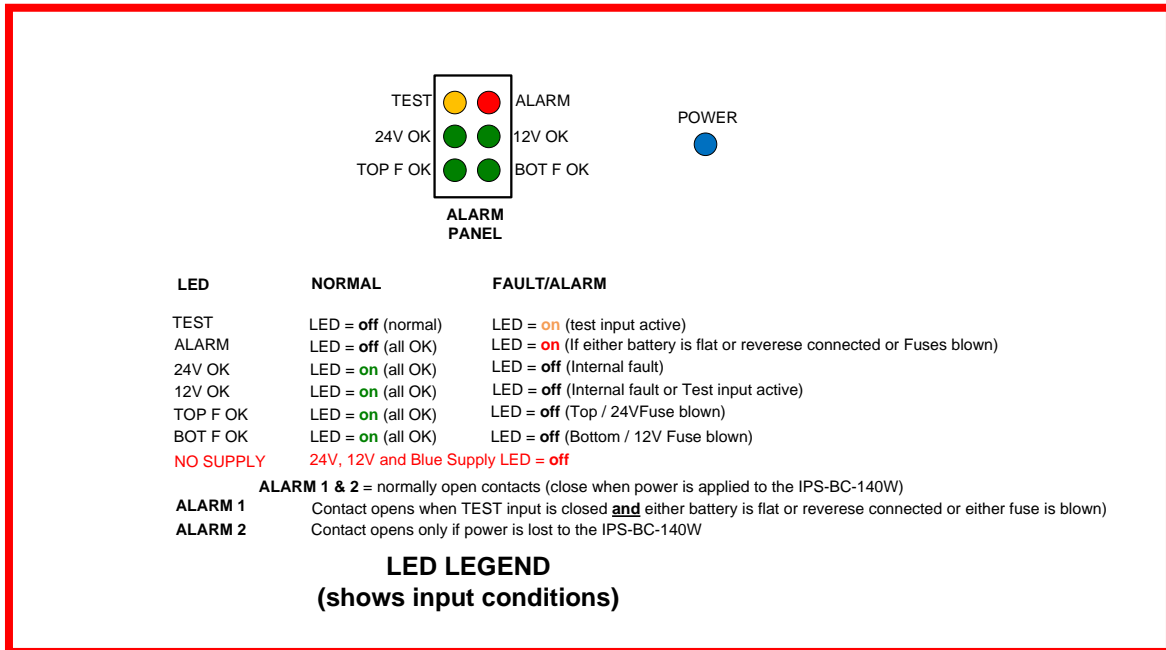 TEST ALARM
POWER
24V OK 12V OK
TOP F OK BOT F OK
ALARM
PANEL
LED NORMAL FAULT/ALARM
TEST LED = off (normal) LED = on (test input active)
ALARM LED = off (all OK) LED = on (If either battery is flat or reverese connected or Fuses blown)
24V OK LED = on (all OK) LED = off (Internal fault)
12V OK LED = on (all OK) LED = off (Internal fault or Test input active)
TOP F OK LED = on (all OK) LED = off (Top / 24VFuse blown)
BOT F OK LED = on (all OK) LED = off (Bottom / 12V Fuse blown)
NO SUPPLY 24V, 12V and Blue Supply LED = off
ALARM 1 & 2 = normally open contacts (close when power is applied to the IPS-BC-140W)
ALARM 1 Contact opens when TEST input is closed and either battery is flat or reverese connected or either fuse is blown)
ALARM 2 Contact opens only if power is lost to the IPS-BC-140W
LED LEGEND
(shows input conditions)